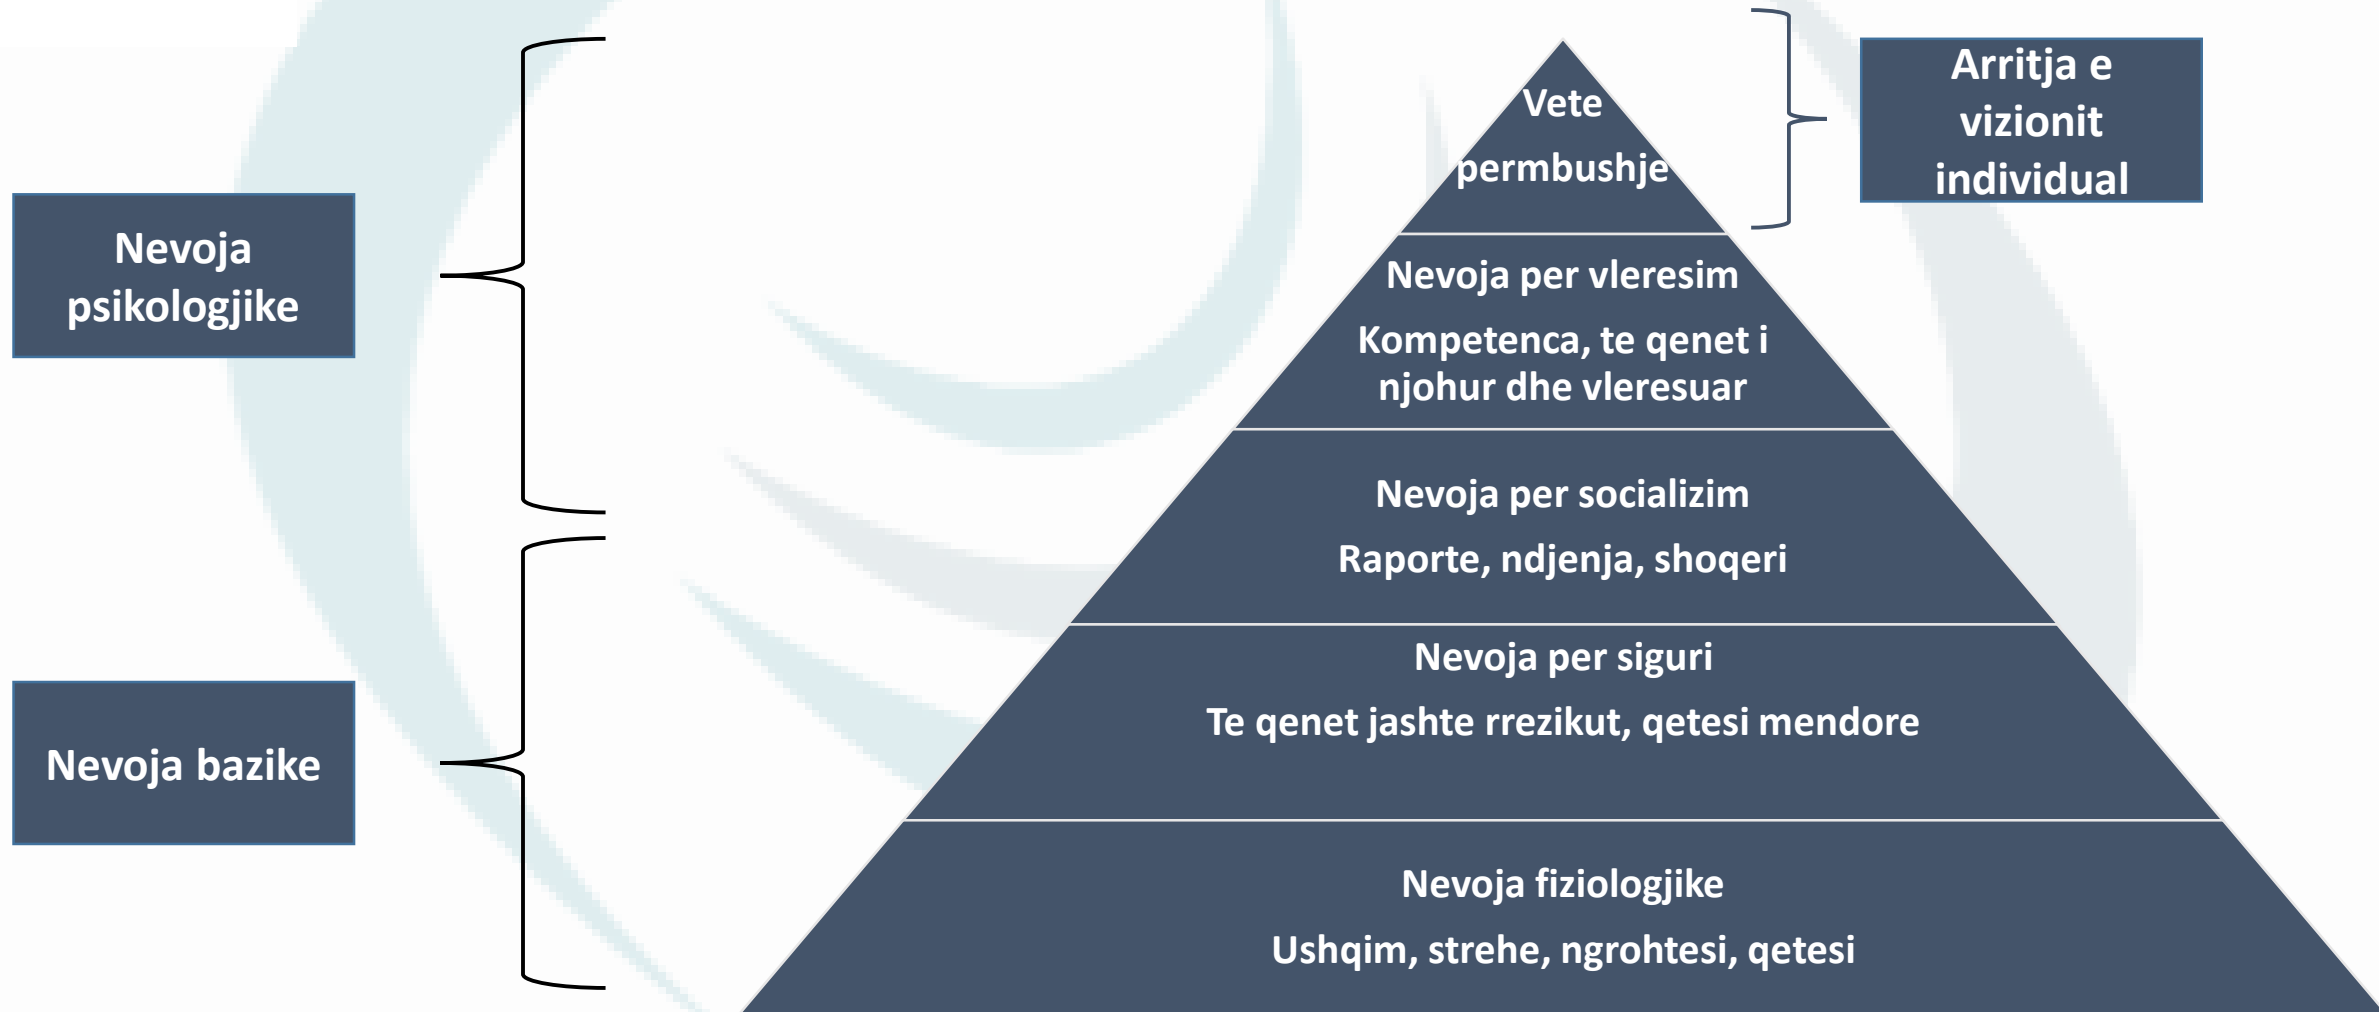 Vete
permbushje
Arritja e
vizionit
individual
Nevoja
psikologjike
Nevoja per vleresim
Kompetenca, te qenet i
njohur dhe vleresuar
Nevoja per socializim
Raporte, ndjenja, shoqeri
Nevoja bazike
Nevoja per siguri
Te qenet jashte rrezikut, qetesi mendore
Nevoja fiziologjike
Ushqim, strehe, ngrohtesi, qetesi